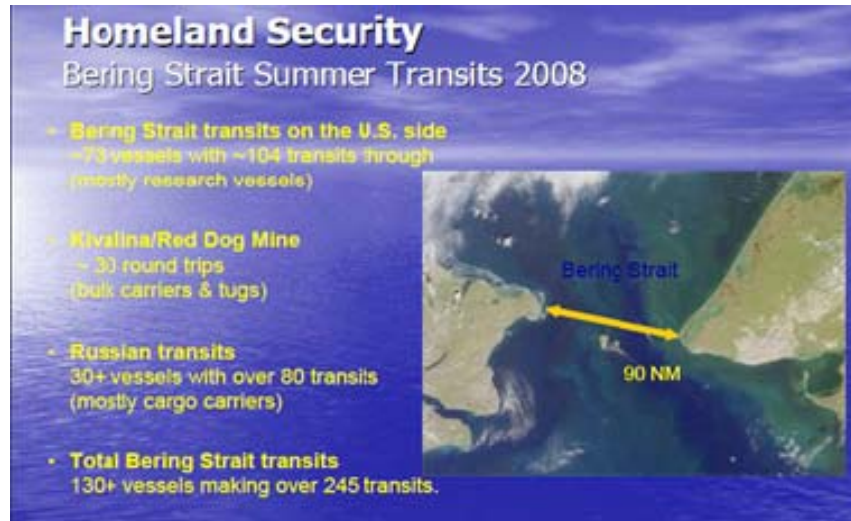 Homeland Security
Bering Strait Summer Transits 2008
• Bering Strait transits on the U.S. side
~73 vessels with ~104 transits through
(mostly research vessels)
• Kivalina/Red Dog Mine
~ 30 round trips
(bulk carriers & tugs)
• Russian transits
30+ vessels with over 80 transits
(mostly cargo carriers)
• Total Bering Strait transits
130+ vessels making over 245 transits.
Bering Strait
90 NM